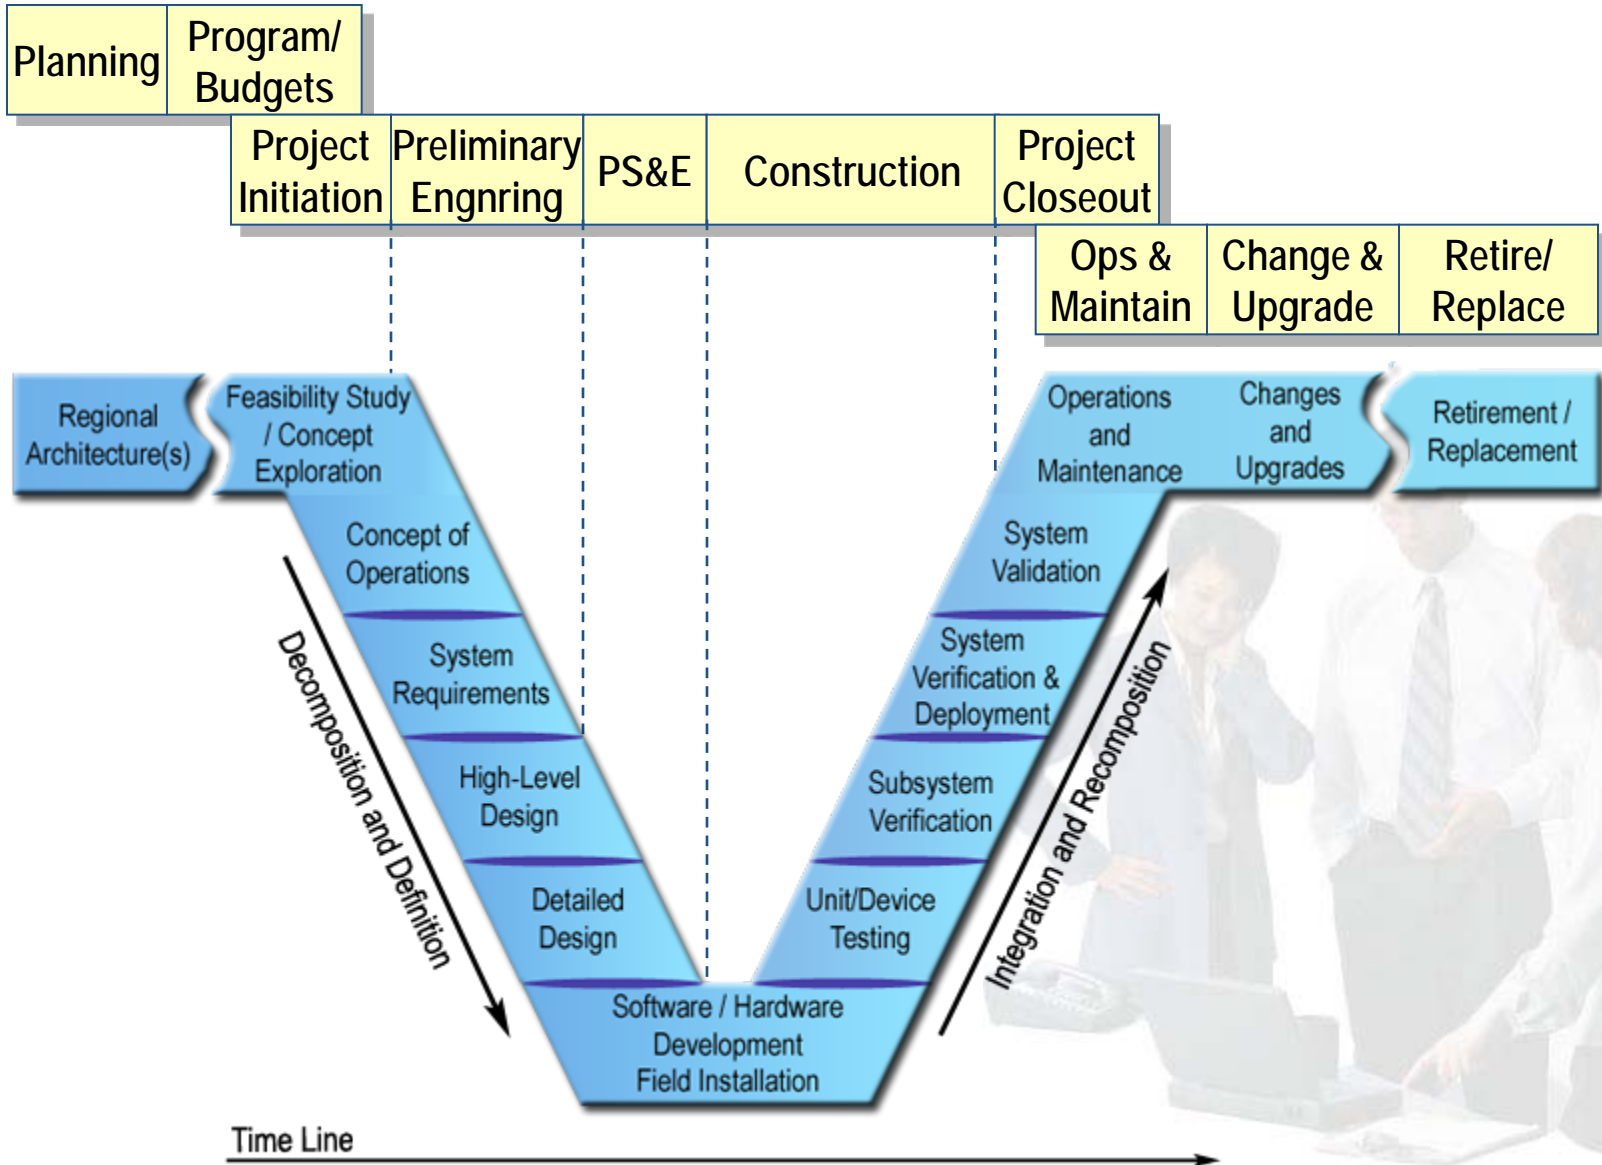 Planning
Program/
Budgets
Project
Initiation
Preliminary
Engnring
PS&E
Construction
Project
Closeout
Ops &
Maintain
Change &
Upgrade
Retire/
Replace
Regional
Architecture(s)
Feasibility Study
/ Concept
Exploration
Operations
and
Maintenance
Changes
and
Upgrades
Retirement /
Replacement
Concept of
Operations
System
Validation
System
Requirements
System
Verification &
Deployment
High-Level
Design
Subsystem
Verification
Detailed
Design
Unit/Device
Testing
Software / Hardware
Development
Field Installation
Decomposition and Definition
Integration and Recomposition
Time Line